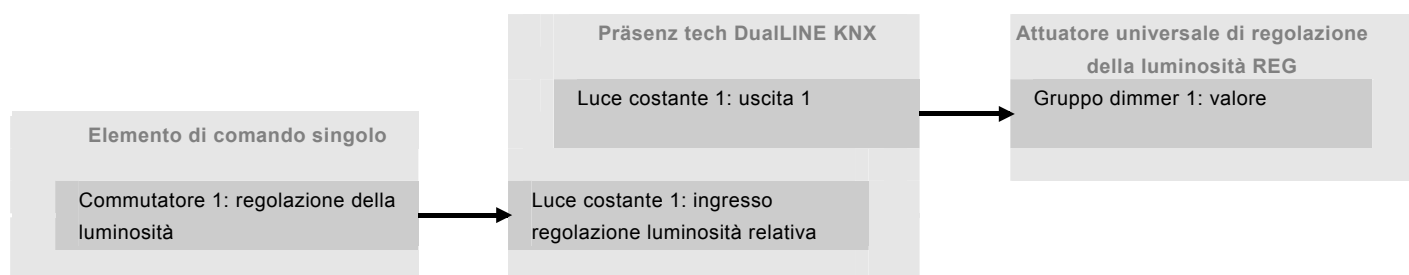 Präsenz tech DualLINE KNX
Attuatore universale di regolazione
della luminosità REG
Luce costante 1: uscita 1
Gruppo dimmer 1: valore
Elemento di comando singolo
Commutatore 1: regolazione della
luminosità
Luce costante 1: ingresso
regolazione luminosità relativa